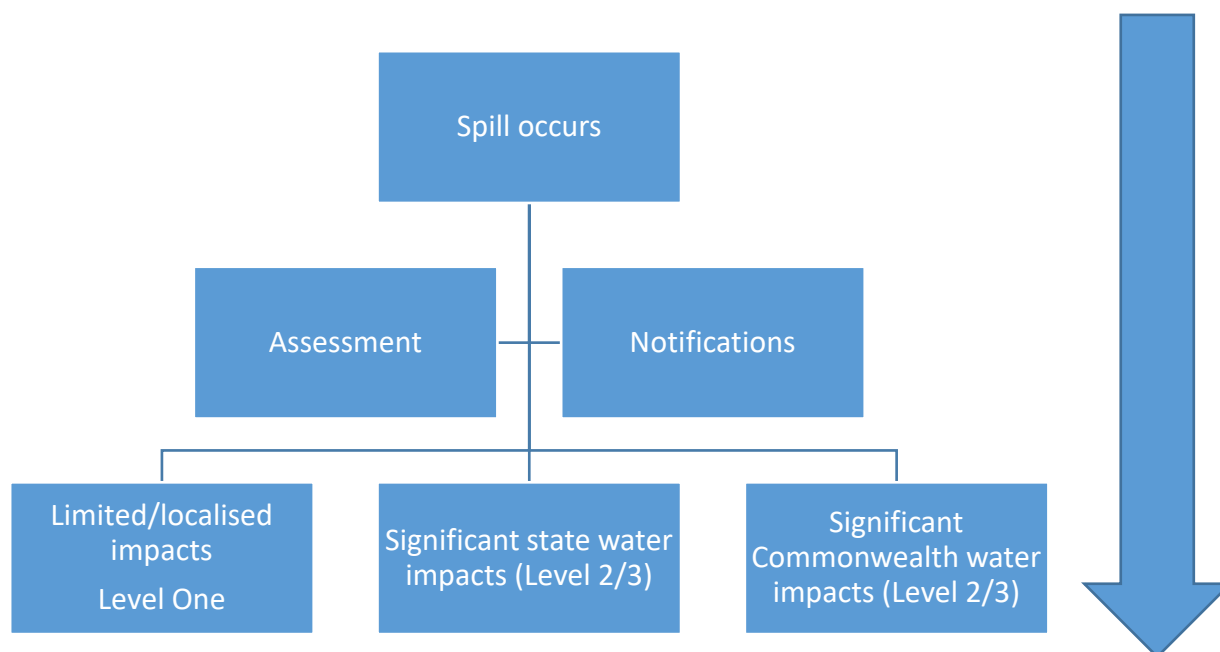 Spill occurs
Assessment
Notifications
Limited/localised
impacts
Level One
Significant state water
impacts (Level 2/3)
Significant
Commonwealth water
impacts (Level 2/3)